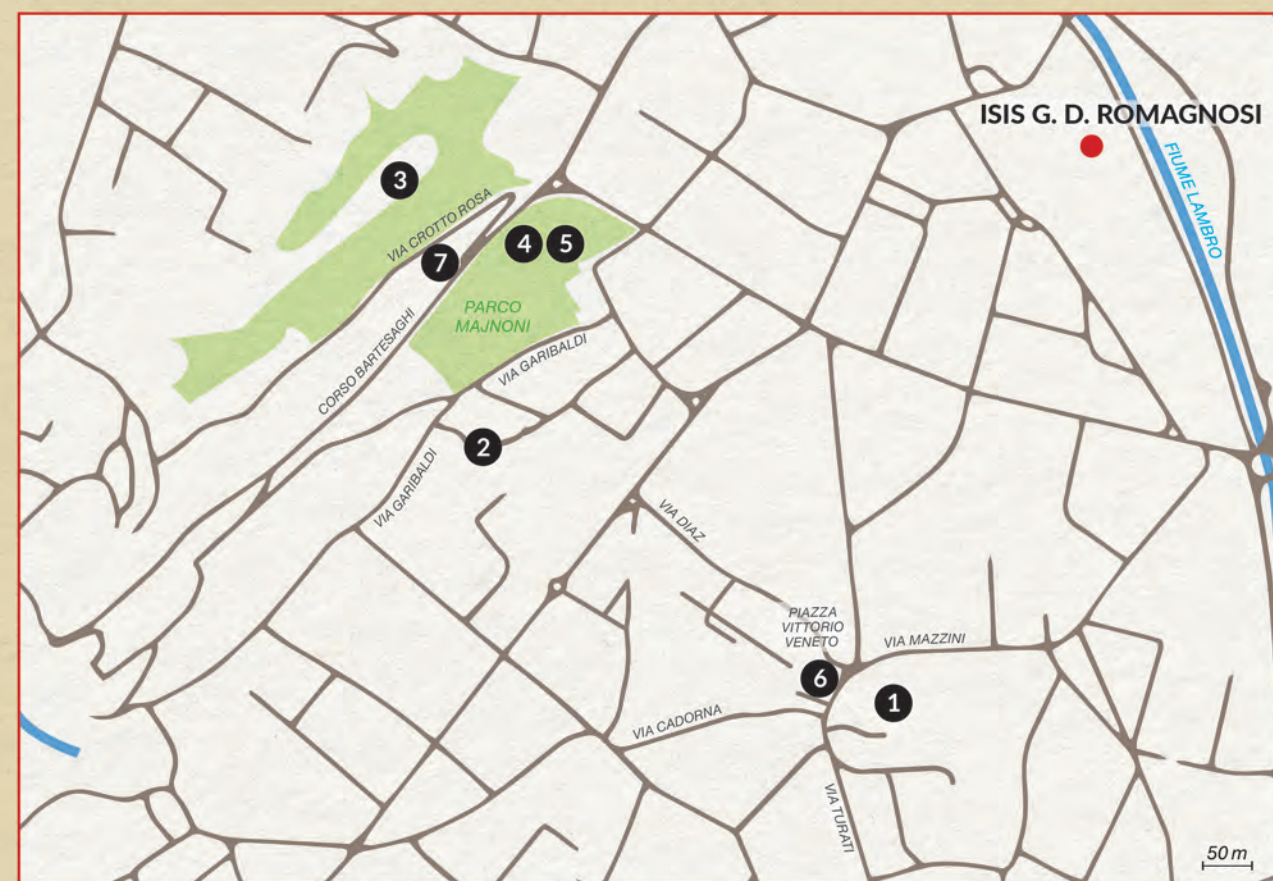 ISIS G. D. ROMAGNOSI
FIUME LAMBRO
3
VIA CROTTO ROSA
4
5
7
PARCO
MAJNONI
CORSO BARTESAGHI
VIA GARIBALDI
2
VIA GARIBALDI
VIA DIAZ
PIAZZA
VITTORIO
VENETO
VIA MAZZINI
6
1
VIA CADORNA
VIA TURATI
50 m